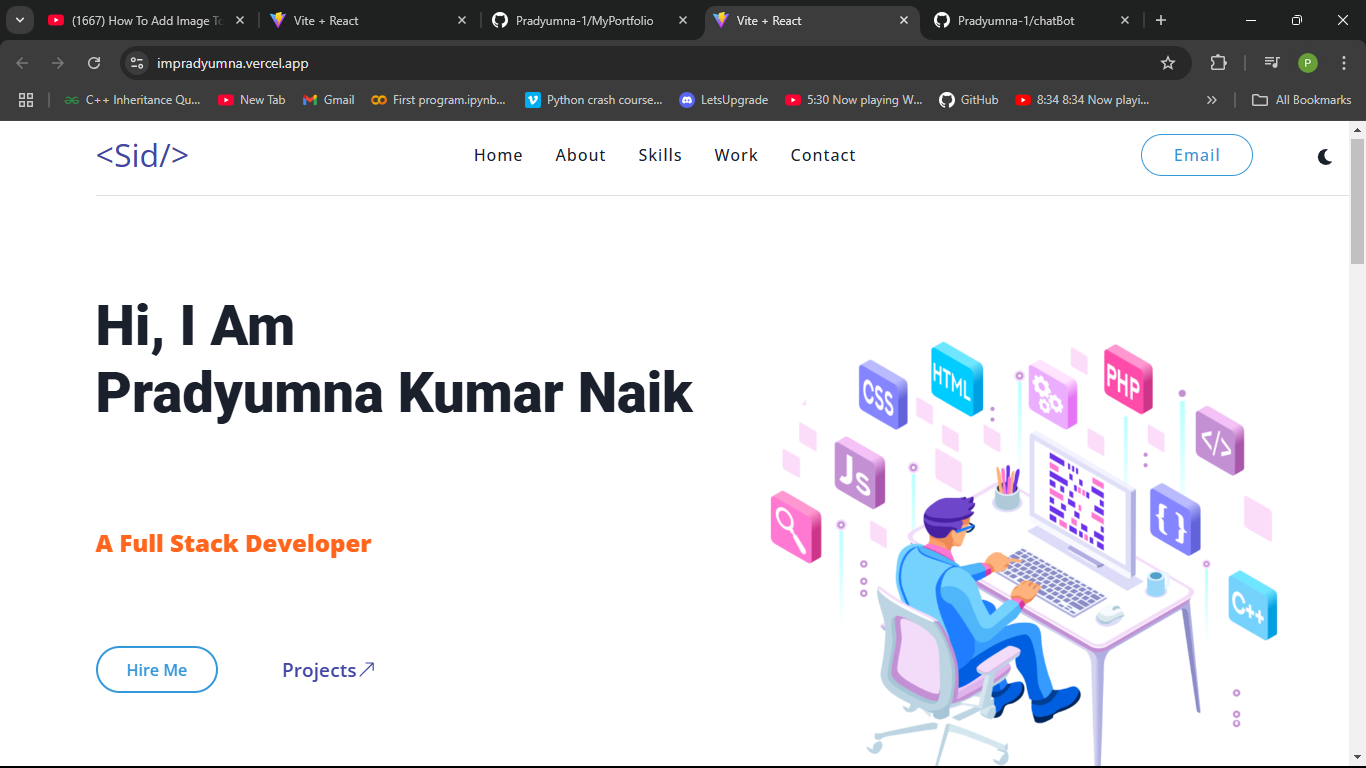 (1667) How To Add Image To
Vite + React
Pradyumna-1/MyPortfolio
Vite + React
Pradyumna-1/chatBot
impradyumna.vercel.app
P
C++ Inheritance Qu...
New Tab
Gmail
First program.ipynb...
Python crash course...
LetsUpgrade
5:30 Now playing W...
GitHub
8:34 8:34 Now playi...
All Bookmarks
<Sid/>
Home
About
Skills
Work
Contact
Email
Hi, I Am
Pradyumna Kumar Naik
A Full Stack Developer
Hire Me
Projects
CSS
HTML
PHP
</>
Js
{}
C++